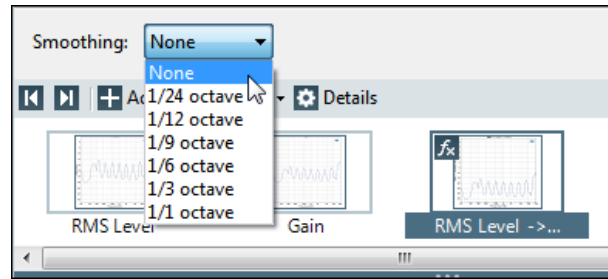 Smoothing: None
None
1/24 octave
1/12 octave
1/9 octave
1/6 octave
1/3 octave
1/1 octave
Details
RMS Level
Gain
fx
RMS Level ->...